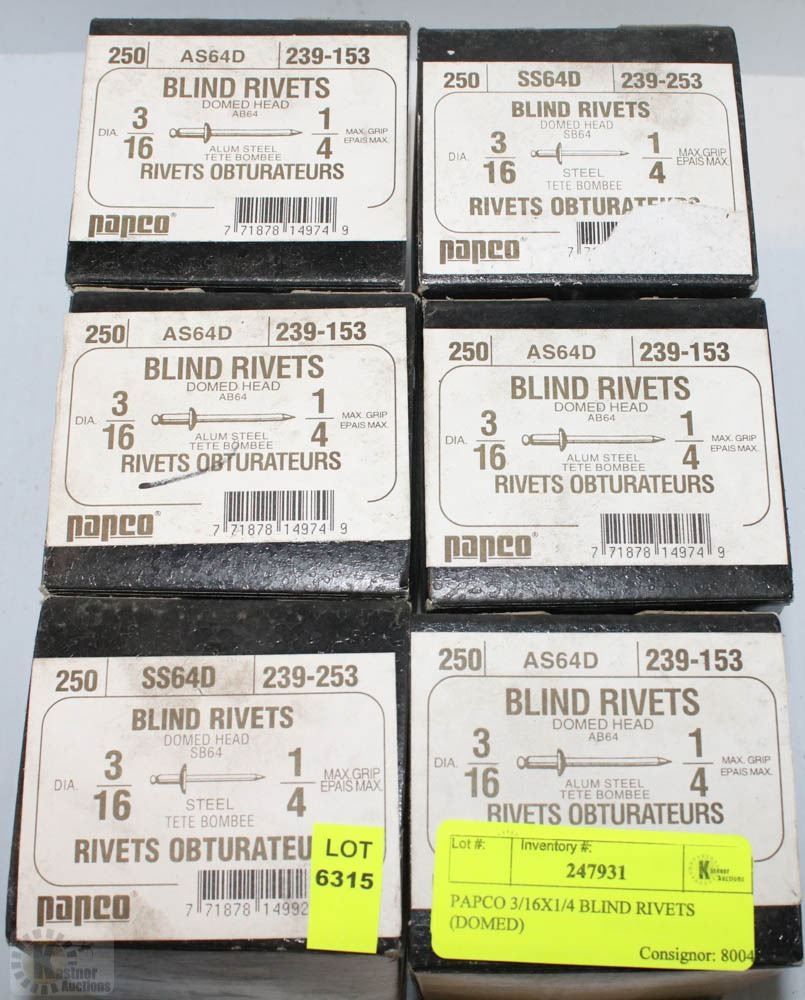 250 AS64D 239-153
BLIND RIVETS
DOMED HEAD
AB64
DIA. 3/16 1/4 MAX. GRIP
EPAIS MAX.
ALUM STEEL
TETE BOMBEE
RIVETS OBTURATEURS
papco®
7 71878 14974 9
250 SS64D 239-253
BLIND RIVETS
DOMED HEAD
SB64
DIA. 3/16 1/4 MAX. GRIP
EPAIS MAX.
STEEL
TETE BOMBEE
RIVETS OBTURATEURS
papco®
250 AS64D 239-153
BLIND RIVETS
DOMED HEAD
AB64
DIA. 3/16 1/4 MAX. GRIP
EPAIS MAX.
ALUM STEEL
TETE BOMBEE
RIVETS OBTURATEURS
papco®
7 71878 14974 9
250 AS64D 239-153
BLIND RIVETS
DOMED HEAD
AB64
DIA. 3/16 1/4 MAX. GRIP
EPAIS MAX.
ALUM STEEL
TETE BOMBEE
RIVETS OBTURATEURS
papco®
7 71878 14974 9
250 SS64D 239-253
BLIND RIVETS
DOMED HEAD
SB64
DIA. 3/16 1/4 MAX. GRIP
EPAIS MAX.
STEEL
TETE BOMBEE
RIVETS OBTURATEU
papco®
7 71878 14992
LOT
6315
250 AS64D 239-153
BLIND RIVETS
DOMED HEAD
AB64
DIA. 3/16 1/4 MAX. GRIP
EPAIS MAX.
ALUM STEEL
TETE BOMBEE
RIVETS OBTURATEURS
Lot #: Inventory #:
247931
Kastner Auctions
PAPCO 3/16X1/4 BLIND RIVETS
(DOMED)
Consignor: 8004
Kastner
Auctions